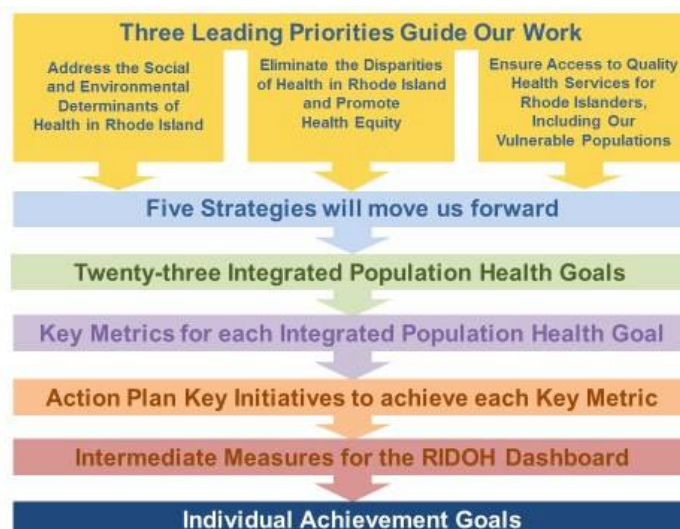 Three Leading Priorities Guide Our Work
Address the Social
and Environmental
Determinants of
Health in Rhode Island
Eliminate the Disparities
of Health in Rhode Island
and Promote
Health Equity
Ensure Access to Quality
Health Services for
Rhode Islanders,
Including Our
Vulnerable Populations
Five Strategies will move us forward
Twenty-three Integrated Population Health Goals
Key Metrics for each Integrated Population Health Goal
Action Plan Key Initiatives to achieve each Key Metric
Intermediate Measures for the RIDOH Dashboard
Individual Achievement Goals